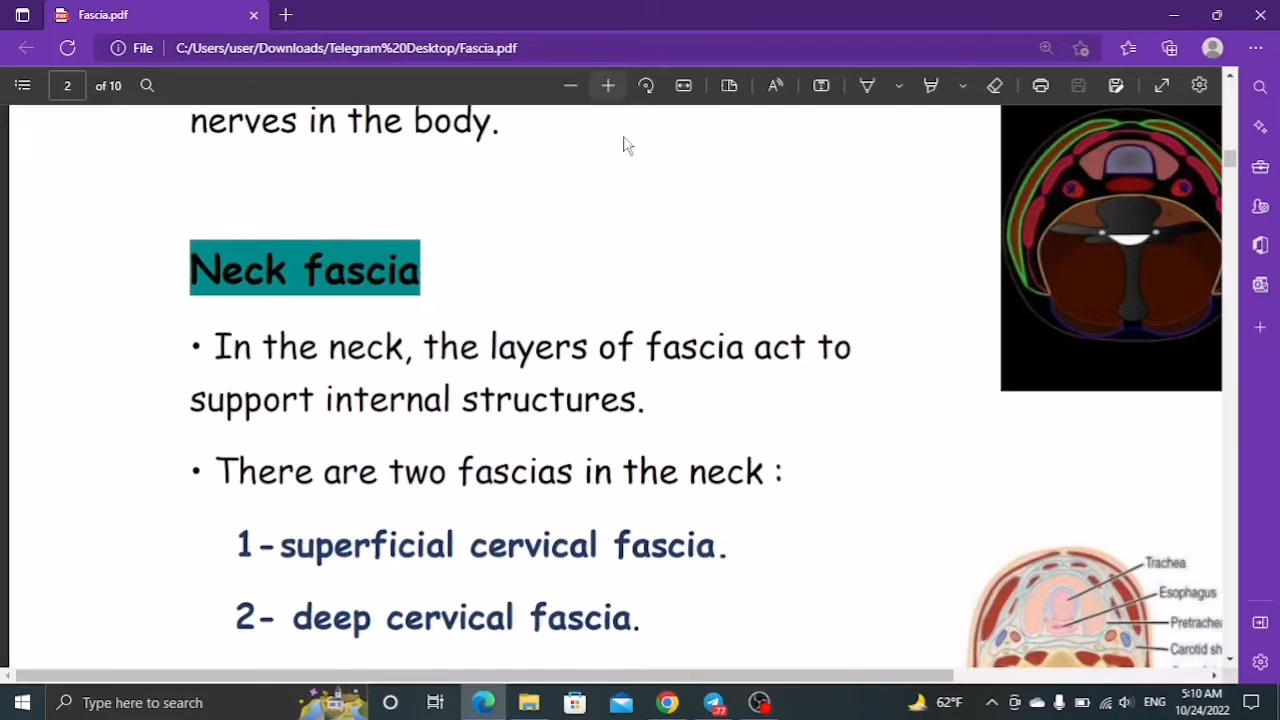 Fascia.pdf
File
C:/Users/user/Downloads/Telegram%20Desktop/Fascia.pdf
2 of 10
nerves in the body.
Neck fascia
• In the neck, the layers of fascia act to
support internal structures.
• There are two fascias in the neck :
1-superficial cervical fascia.
2- deep cervical fascia.
Trachea
Esophagus
Pretrache
Carotid sh
Type here to search
77
62°F
ENG
5:10 AM
10/24/2022